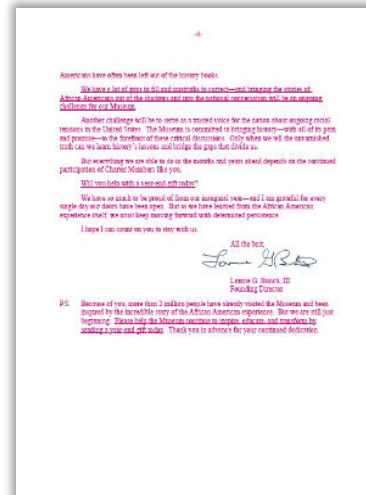 -4-
Americans have often been left out of the history books.
We have a lot of gaps to fill and untruths to correct—and bringing the stories of
African Americans out of the shadows and into the national conversation will be an ongoing
challenge for our Museum.
Another challenge will be to serve as a trusted voice for the nation about ongoing racial
tensions in the United States. The Museum is committed to bringing history—with all of its pain
and promise—to the forefront of these critical discussions. Only when we tell the unvarnished
truth can we learn history's lessons and bridge the gaps that divide us.
But everything we are able to do in the months and years ahead depends on the continued
participation of Charter Members like you.
Will you help with a year-end gift today?
We have so much to be proud of from our inaugural year—and I am grateful for every
single day our doors have been open. But as we have learned from the African American
experience itself, we must keep moving forward with determined persistence.
I hope I can count on you to stay with us.
All the best,
Lonnie G. Bunch, III
Founding Director
PS. Because of you, more than 2 million people have already visited the Museum and been
inspired by the incredible story of the African American experience. But we are still just
beginning. Please help the Museum continue to inspire, educate, and transform by
sending a year-end gift today. Thank you in advance for your continued dedication.